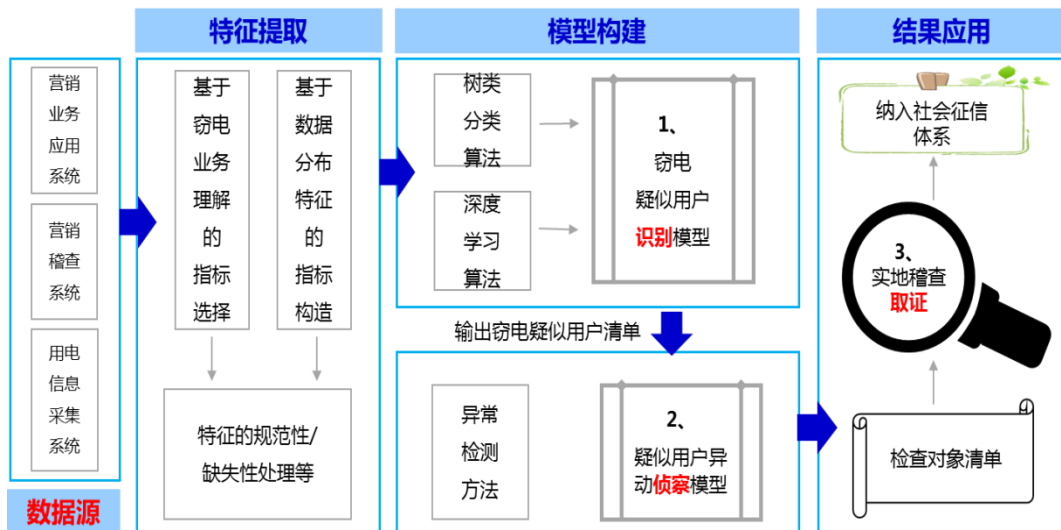 特征提取
模型构建
结果应用
营销
业务
应用
系统
营销
稽查
系统
用电
信息
采集
系统
数据源
基于
窃电
业务
理解
的
指标
选择
基于
数据
分布
特征
的
指标
构造
特征的规范性/
缺失性处理等
树类
分类
算法
深度
学习
算法
1、
窃电
疑似用户
识别模型
输出窃电疑似用户清单
异常
检测
方法
2、
疑似用户异
动侦察模型
纳入社会征信
体系
3、
实地稽查
取证
检查对象清单